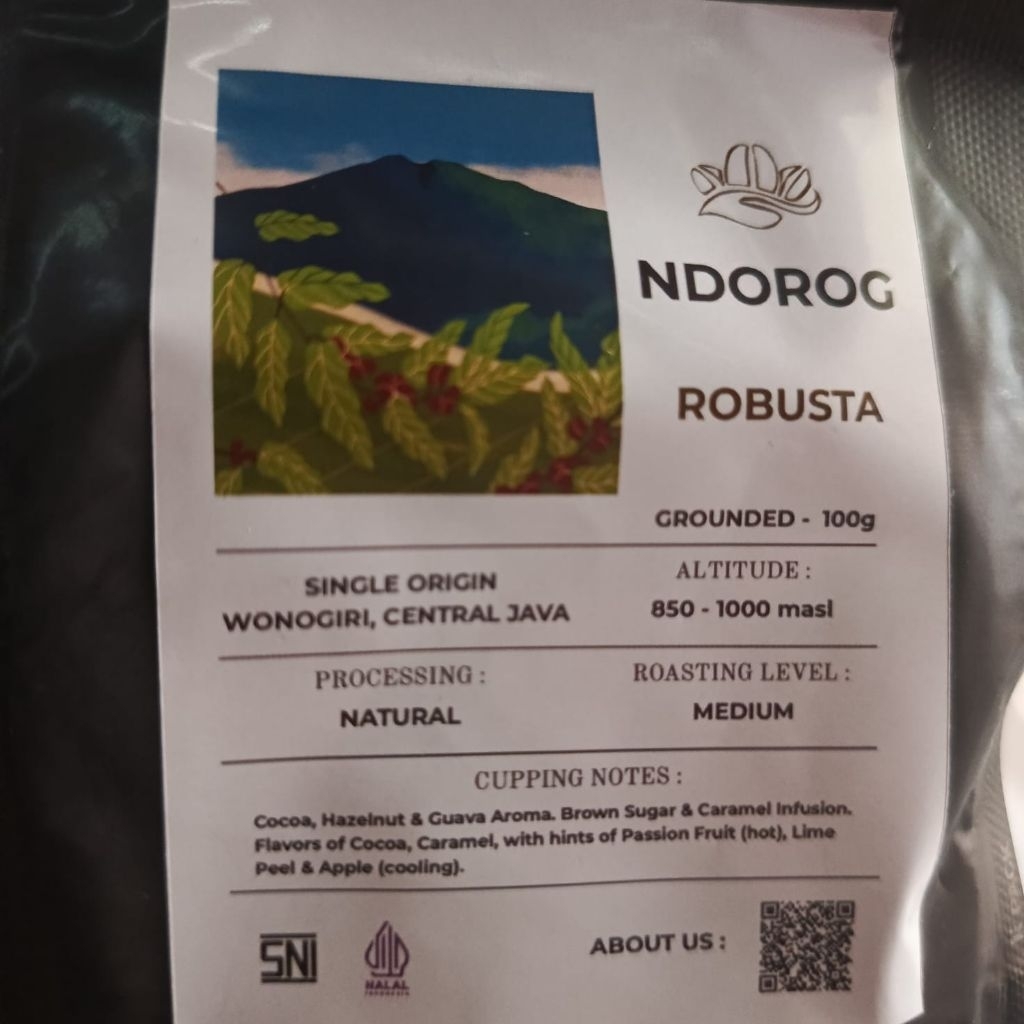 NDOROG
ROBUSTA
GROUNDED - 100g
SINGLE ORIGIN
WONOGIRI, CENTRAL JAVA
ALTITUDE :
850 - 1000 masl
PROCESSING :
NATURAL
ROASTING LEVEL :
MEDIUM
CUPPING NOTES :
Cocoa, Hazelnut & Guava Aroma. Brown Sugar & Caramel Infusion.
Flavors of Cocoa, Caramel, with hints of Passion Fruit (hot), Lime
Peel & Apple (cooling).
SNI
HALAL
INDONESIA
ABOUT US :